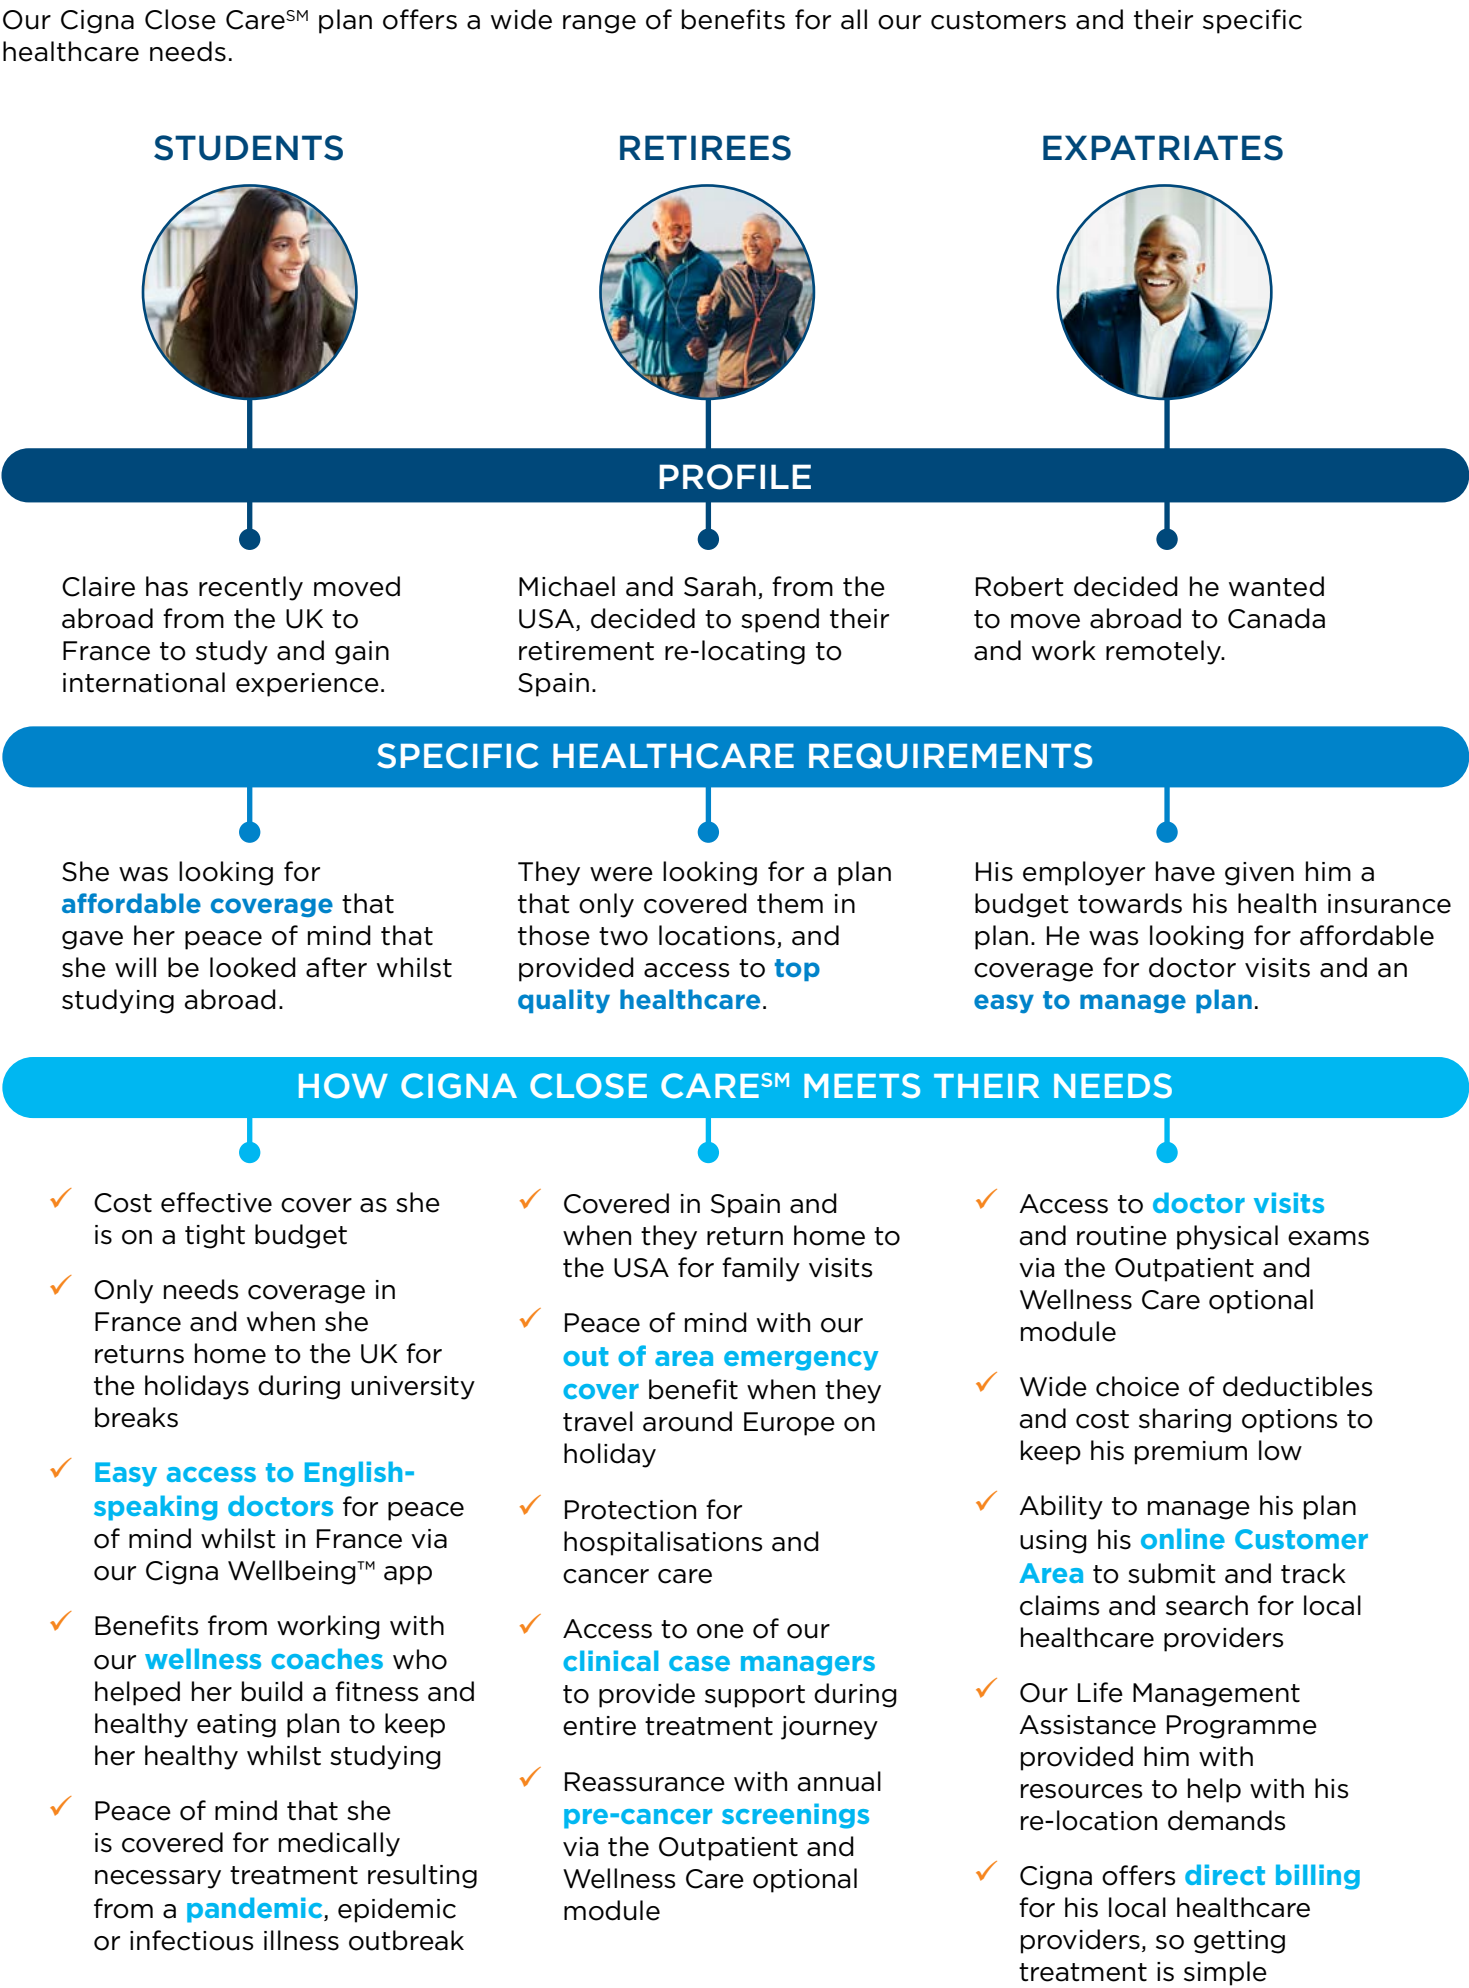 Our Cigna Close Care℠ plan offers a wide range of benefits for all our customers and their specific
healthcare needs.
STUDENTS
RETIREES
EXPATRIATES
PROFILE
Claire has recently moved
abroad from the UK to
France to study and gain
international experience.
Michael and Sarah, from the
USA, decided to spend their
retirement re-locating to
Spain.
Robert decided he wanted
to move abroad to Canada
and work remotely.
SPECIFIC HEALTHCARE REQUIREMENTS
She was looking for
affordable coverage that
gave her peace of mind that
she will be looked after whilst
studying abroad.
They were looking for a plan
that only covered them in
those two locations, and
provided access to top
quality healthcare.
His employer have given him a
budget towards his health insurance
plan. He was looking for affordable
coverage for doctor visits and an
easy to manage plan.
HOW CIGNA CLOSE CARE℠ MEETS THEIR NEEDS
✓ Cost effective cover as she
is on a tight budget
✓ Only needs coverage in
France and when she
returns home to the UK for
the holidays during university
breaks
✓ Easy access to English-
speaking doctors for peace
of mind whilst in France via
our Cigna Wellbeing™ app
✓ Benefits from working with
our wellness coaches who
helped her build a fitness and
healthy eating plan to keep
her healthy whilst studying
✓ Peace of mind that she
is covered for medically
necessary treatment resulting
from a pandemic, epidemic
or infectious illness outbreak
✓ Covered in Spain and
when they return home to
the USA for family visits
✓ Peace of mind with our
out of area emergency
cover benefit when they
travel around Europe on
holiday
✓ Protection for
hospitalisations and
cancer care
✓ Access to one of our
clinical case managers
to provide support during
entire treatment journey
✓ Reassurance with annual
pre-cancer screenings
via the Outpatient and
Wellness Care optional
module
✓ Access to doctor visits
and routine physical exams
via the Outpatient and
Wellness Care optional
module
✓ Wide choice of deductibles
and cost sharing options to
keep his premium low
✓ Ability to manage his plan
using his online Customer
Area to submit and track
claims and search for local
healthcare providers
✓ Our Life Management
Assistance Programme
provided him with
resources to help with his
re-location demands
✓ Cigna offers direct billing
for his local healthcare
providers, so getting
treatment is simple